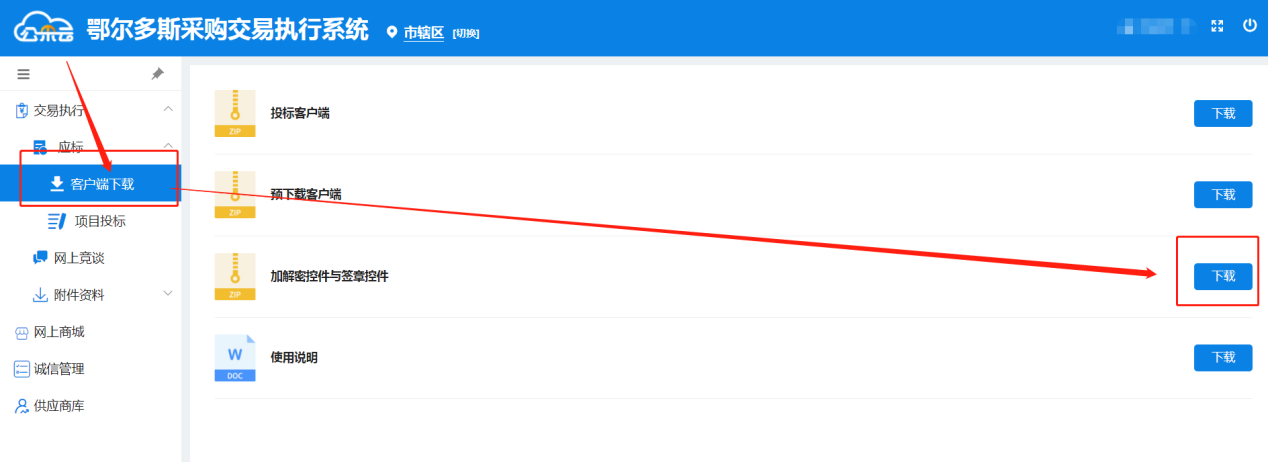 公采云 鄂尔多斯采购交易执行系统 市辖区 [切换]
交易执行
应标
客户端下载
项目投标
网上竞谈
附件资料
网上商城
诚信管理
供应商库
ZIP 投标客户端 下载
ZIP 预下载客户端 下载
ZIP 加解密控件与签章控件 下载
W DOC 使用说明 下载